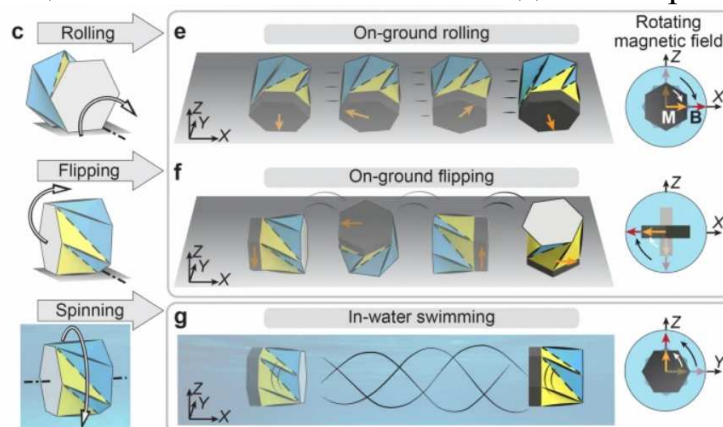 c Rolling
e On-ground rolling
Rotating
magnetic field
Z
Y
X
Z
X
M B
Flipping
f On-ground flipping
Z
Y
X
Z
X
Spinning
g In-water swimming
Z
Y
X
Z
Y